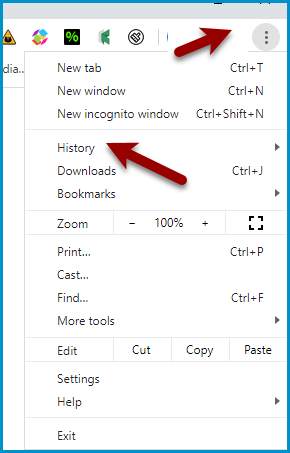 dia...
New tab Ctrl+T
New window Ctrl+N
New incognito window Ctrl+Shift+N
History
Downloads Ctrl+J
Bookmarks
Zoom − 100% +
Print... Ctrl+P
Cast...
Find... Ctrl+F
More tools
Edit Cut Copy Paste
Settings
Help
Exit